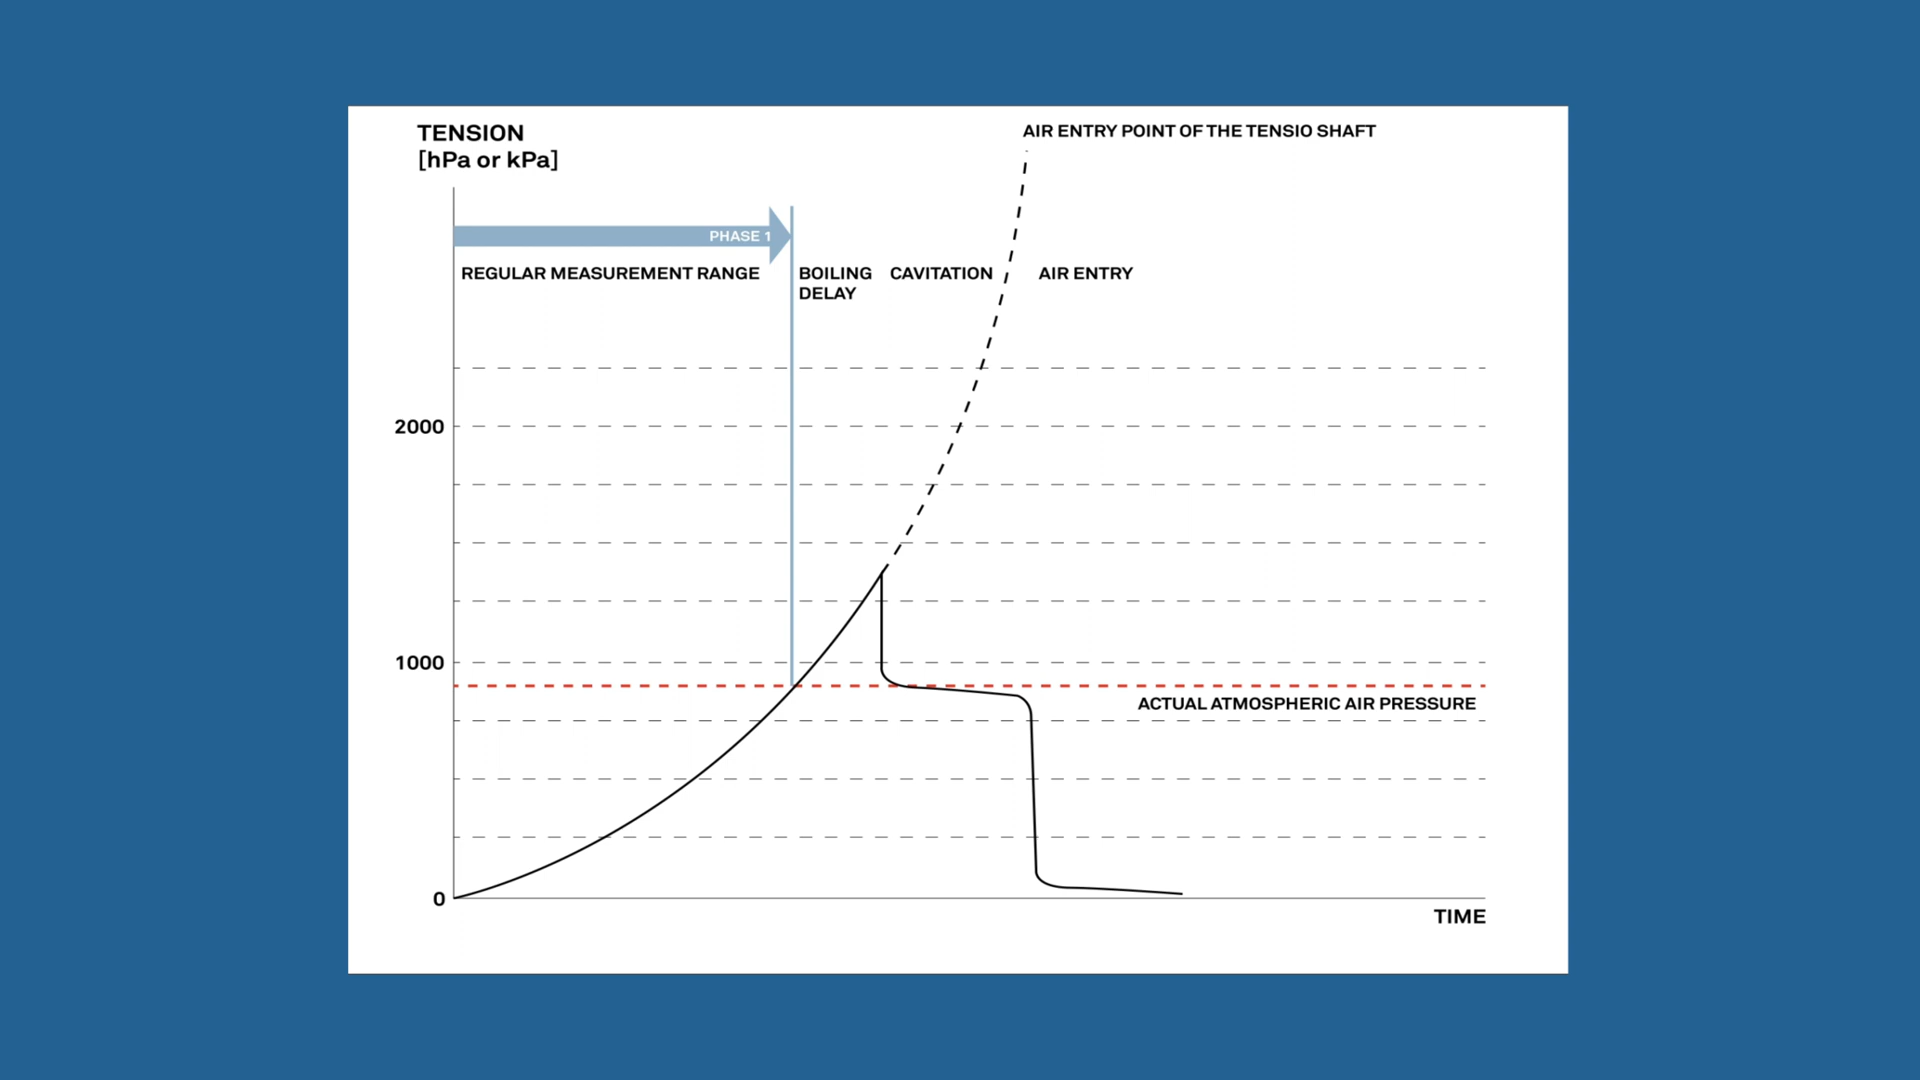 TENSION
[hPa or kPa]
AIR ENTRY POINT OF THE TENSIO SHAFT
PHASE 1
REGULAR MEASUREMENT RANGE
BOILING
DELAY
CAVITATION
AIR ENTRY
2000
1000
ACTUAL ATMOSPHERIC AIR PRESSURE
0
TIME